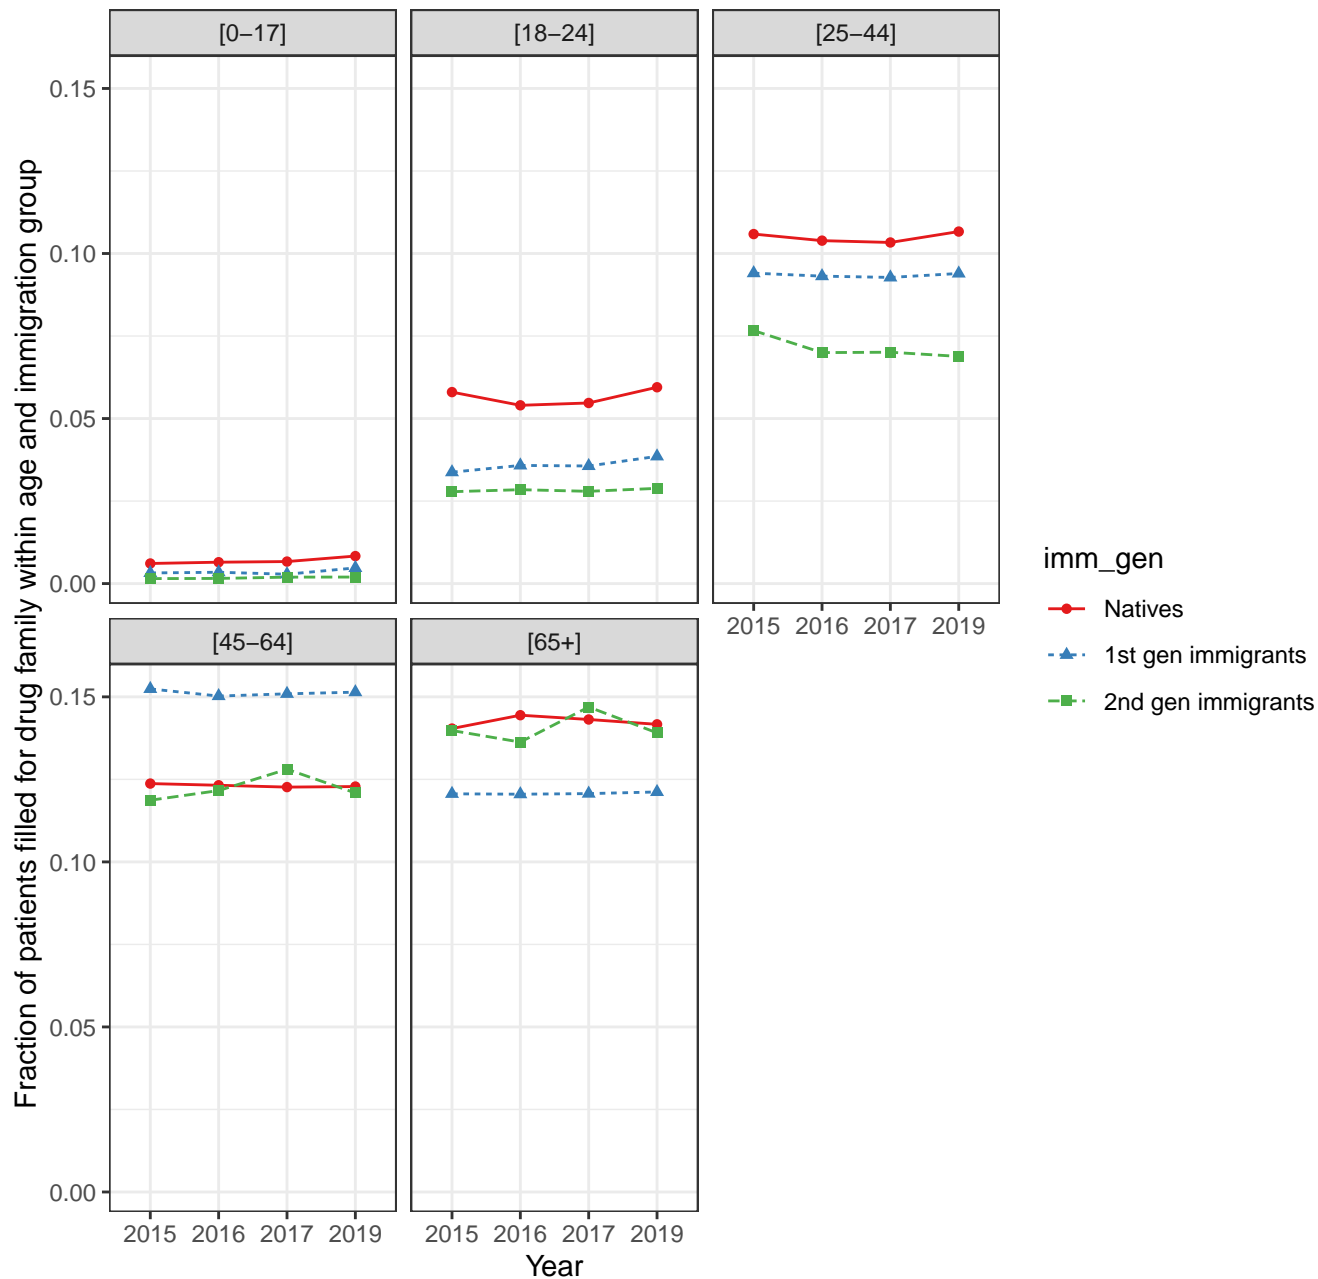 [0−17]
[18−24]
[25−44]
0.15
0.10
0.05
0.00
2015 2016 2017 2019
[45−64]
[65+]
0.15
0.10
0.05
0.00
2015 2016 2017 2019
2015 2016 2017 2019
Year
Fraction of patients filled for drug family within age and immigration group
imm_gen
Natives
1st gen immigrants
2nd gen immigrants